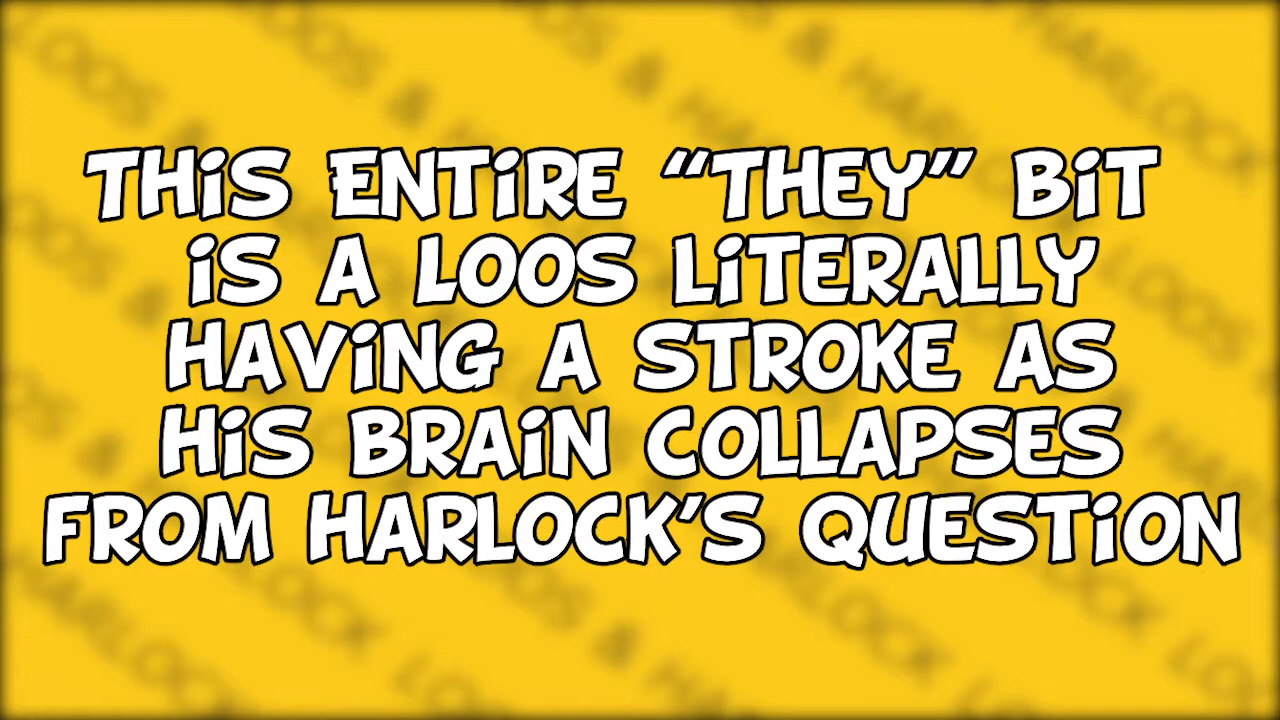 THIS ENTIRE “THEY” BIT
IS A LOOS LITERALLY
HAVING A STROKE AS
HIS BRAIN COLLAPSES
FROM HARLOCK’S QUESTION